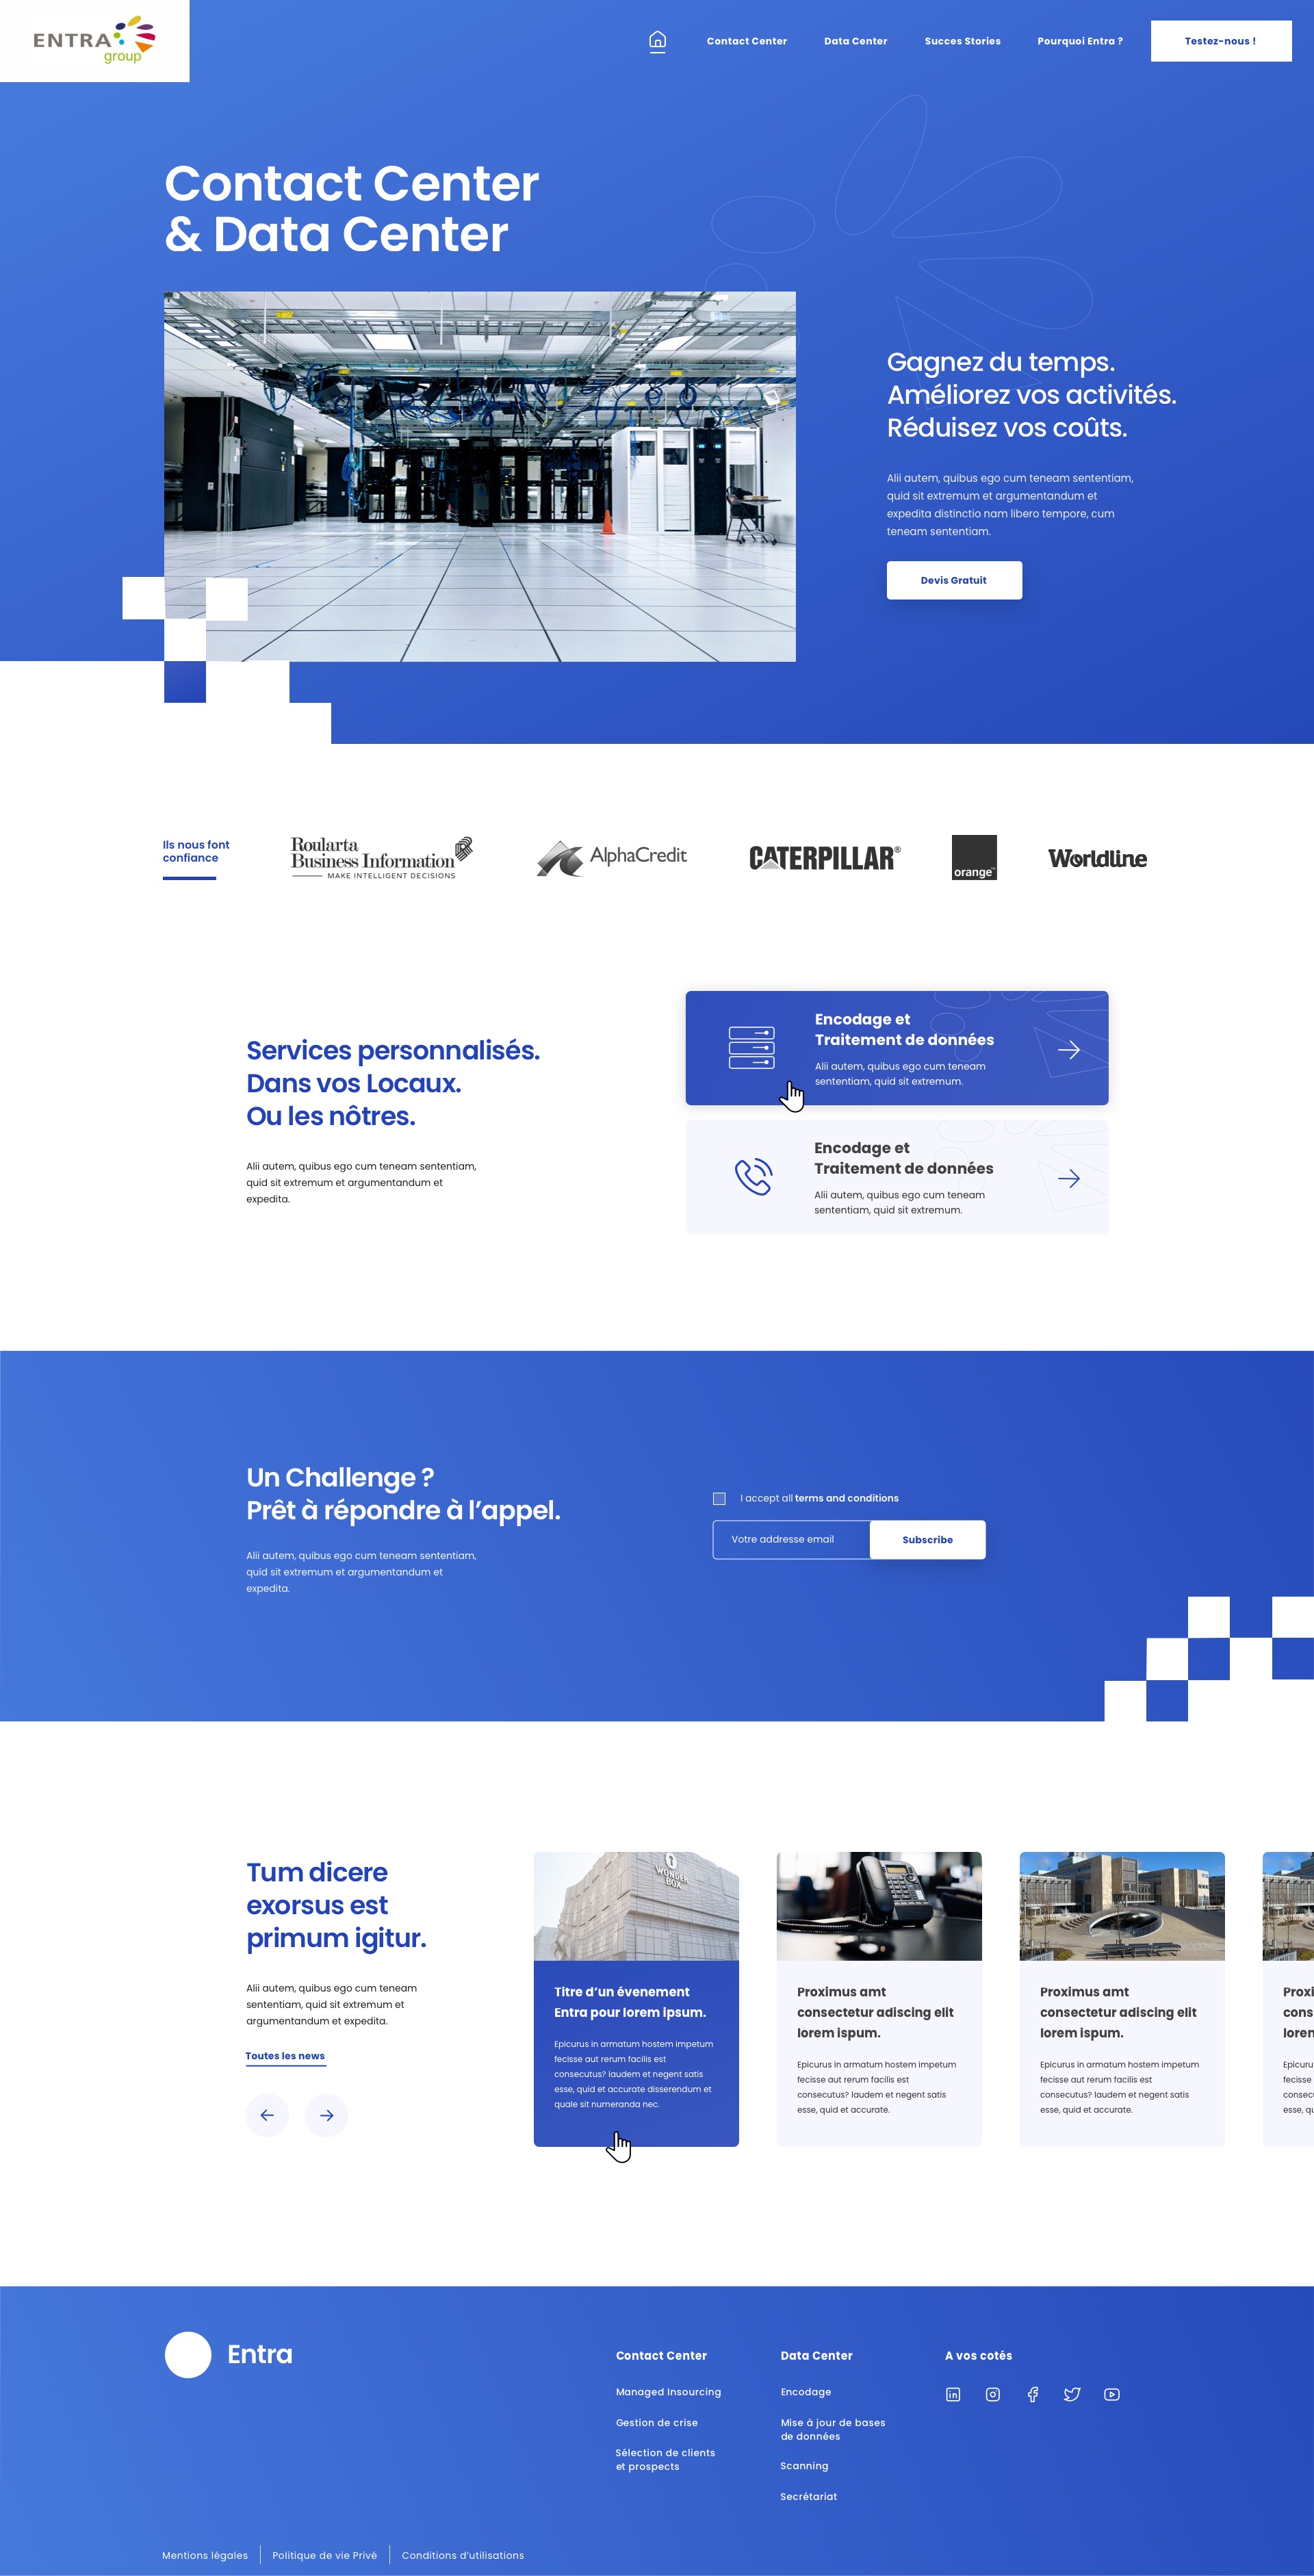 ENTRA
group
Contact Center
Data Center
Succes Stories
Pourquoi Entra ?
Testez-nous !
Contact Center
& Data Center
Gagnez du temps.
Améliorez vos activités.
Réduisez vos coûts.
Alii autem, quibus ego cum teneam sententiam,
quid sit extremum et argumentandum et
expedita distinctio nam libero tempore, cum
teneam sententiam.
Devis Gratuit
Ils nous font
confiance
Roularta
Business Information
MAKE INTELLIGENT DECISIONS
AlphaCredit
CATERPILLAR®
orange™
Worldline
Services personnalisés.
Dans vos Locaux.
Ou les nôtres.
Alii autem, quibus ego cum teneam sententiam,
quid sit extremum et argumentandum et
expedita.
Encodage et
Traitement de données
Alii autem, quibus ego cum teneam
sententiam, quid sit extremum.
Encodage et
Traitement de données
Alii autem, quibus ego cum teneam
sententiam, quid sit extremum.
Un Challenge ?
Prêt à répondre à l’appel.
Alii autem, quibus ego cum teneam sententiam,
quid sit extremum et argumentandum et
expedita.
I accept all terms and conditions
Votre addresse email
Subscribe
Tum dicere
exorsus est
primum igitur.
Alii autem, quibus ego cum teneam
sententiam, quid sit extremum et
argumentandum et expedita.
Toutes les news
WONDER
BOX
Titre d’un évenement
Entra pour lorem ipsum.
Epicurus in armatum hostem impetum
fecisse aut rerum facilis est
consecutus? laudem et negent satis
esse, quid et accurate disserendum et
quale sit numeranda nec.
Proximus amt
consectetur adiscing elit
lorem ispum.
Epicurus in armatum hostem impetum
fecisse aut rerum facilis est
consecutus? laudem et negent satis
esse, quid et accurate.
Proximus amt
consectetur adiscing elit
lorem ispum.
Epicurus in armatum hostem impetum
fecisse aut rerum facilis est
consecutus? laudem et negent satis
esse, quid et accurate.
Proxi
cons
lorem
Epicuru
fecisse
consecu
esse, qu
Entra
Contact Center
Managed Insourcing
Gestion de crise
Sélection de clients
et prospects
Data Center
Encodage
Mise à jour de bases
de données
Scanning
Secrétariat
A vos cotés
Mentions légales
Politique de vie Privé
Conditions d’utilisations